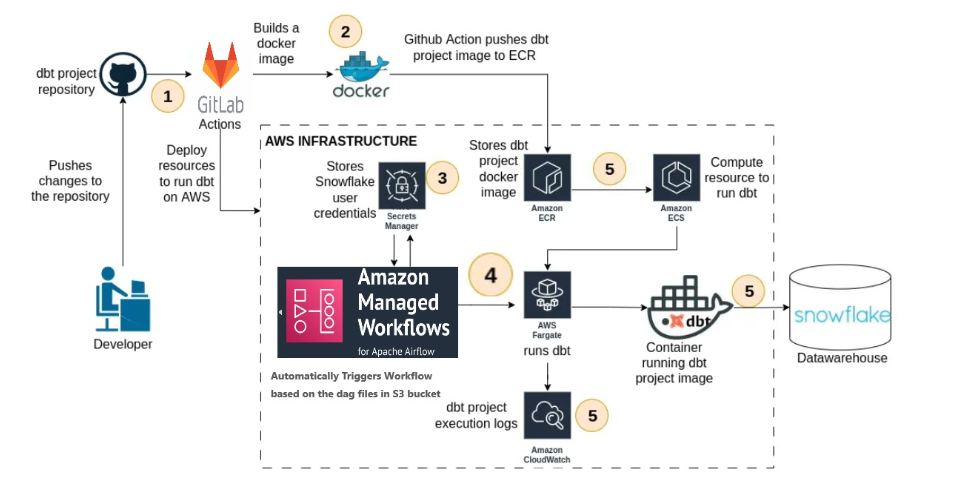 Builds a
docker
image
2
Github Action pushes dbt
project image to ECR
dbt project
repository
1
GitLab
Actions
docker
AWS INFRASTRUCTURE
Pushes
changes to
the repository
Deploy
resources
to run dbt
on AWS
Stores
Snowflake
user
credentials
3
Secrets
Manager
Stores dbt
project
docker
image
Amazon
ECR
5
Amazon
ECS
Compute
resource to
run dbt
Amazon
Managed
Workflows
for Apache Airflow
4
AWS
Fargate
runs dbt
dbt
Container
running dbt
project image
5
snowflake
Datawarehouse
Developer
Automatically Triggers Workflow
based on the dag files in S3 bucket
dbt project
execution logs
5
Amazon
CloudWatch